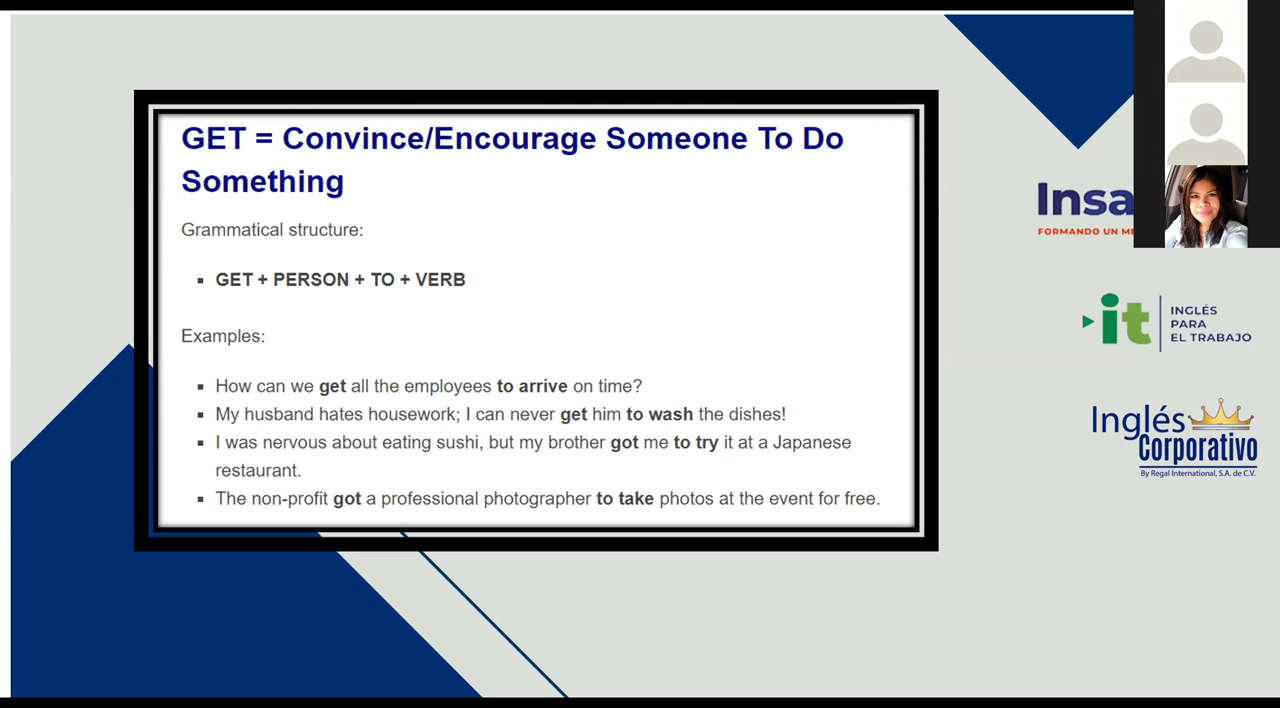 GET = Convince/Encourage Someone To Do
Something
Grammatical structure:
▪ GET + PERSON + TO + VERB
Examples:
▪ How can we get all the employees to arrive on time?
▪ My husband hates housework; I can never get him to wash the dishes!
▪ I was nervous about eating sushi, but my brother got me to try it at a Japanese
restaurant.
▪ The non-profit got a professional photographer to take photos at the event for free.
Insa
FORMANDO UN ME
it
INGLÉS
PARA
EL TRABAJO
Inglés
Corporativo
By Regal International, S.A. de C.V.